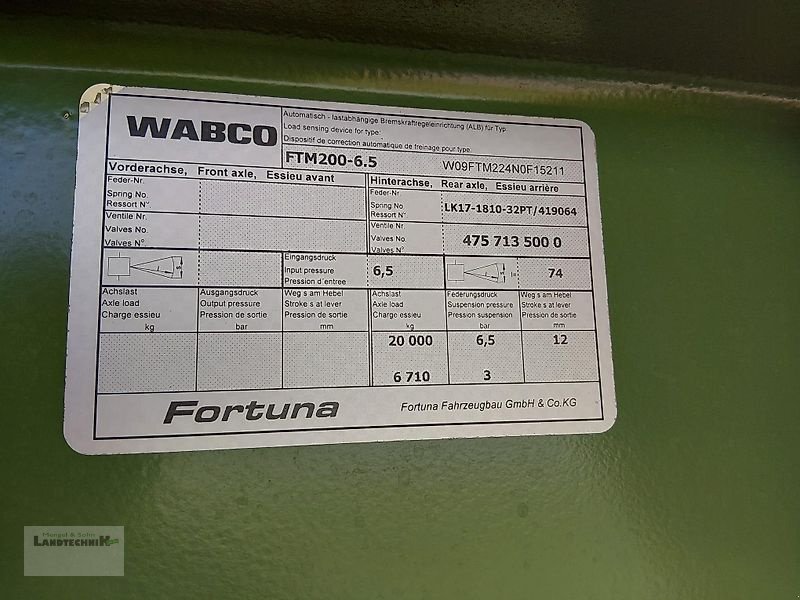 WABCO
Automatisch - lastabhängige Bremskraftregeleinrichtung (ALB) für Typ
Load sensing device for type:
Dispositif de correction automatique de freinage pour type:
FTM200-6.5 W09FTM224N0F15211
Vorderachse, Front axle, Essieu avant
Hinterachse, Rear axle, Essieu arrière
Feder-Nr.
Spring No.
Ressort N°
Feder-Nr.
Spring No.
Ressort N°
LK17-1810-32PT/419064
Ventile Nr.
Valves No.
Valves N°.
Ventile Nr.
Valves No.
Valves N°
475 713 500 0
Eingangsdruck
Input pressure
Pression d'entree
6,5
74
Achslast
Axle load
Charge essieu
kg
Ausgangsdruck
Output pressure
Pression de sortie
bar
Weg s am Hebel
Stroke s at lever
Pression de sortie
mm
Achslast
Axle load
Charge essieu
kg
Federungsdruck
Suspension pressure
Pression suspension
bar
Weg s am Hebel
Stroke s at lever
Pression de sortie
mm
20 000 6,5 12
6 710 3
Fortuna
Fortuna Fahrzeugbau GmbH & Co.KG
Mengel & Sohn
LANDTECHNIK